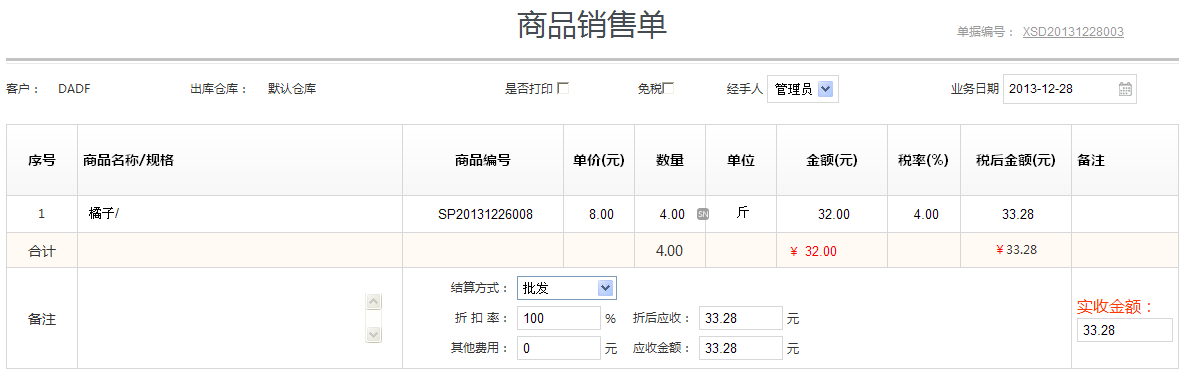 商品销售单
单据编号： XSD20131228003
客户： DADF 出库仓库： 默认仓库 是否打印 免税 经手人 管理员 业务日期 2013-12-28
序号 商品名称/规格 商品编号 单价(元) 数量 单位 金额(元) 税率(%) 税后金额(元) 备注
1 橘子/ SP20131226008 8.00 4.00 SN 斤 32.00 4.00 33.28
合计 4.00 ￥ 32.00 ￥33.28
备注 结算方式： 批发
折 扣 率： 100 % 折后应收： 33.28 元
其他费用： 0 元 应收金额： 33.28 元
实收金额：
33.28